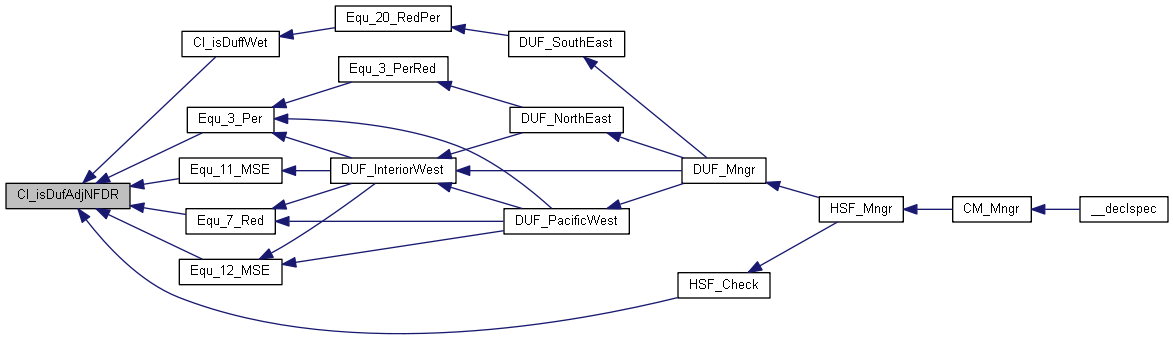 CI_isDufAdjNFDR
CI_isDuffWet
Equ_20_RedPer
DUF_SouthEast
Equ_3_PerRed
Equ_3_Per
DUF_NorthEast
Equ_11_MSE
DUF_InteriorWest
DUF_Mngr
Equ_7_Red
DUF_PacificWest
Equ_12_MSE
HSF_Check
HSF_Mngr
CM_Mngr
__declspec